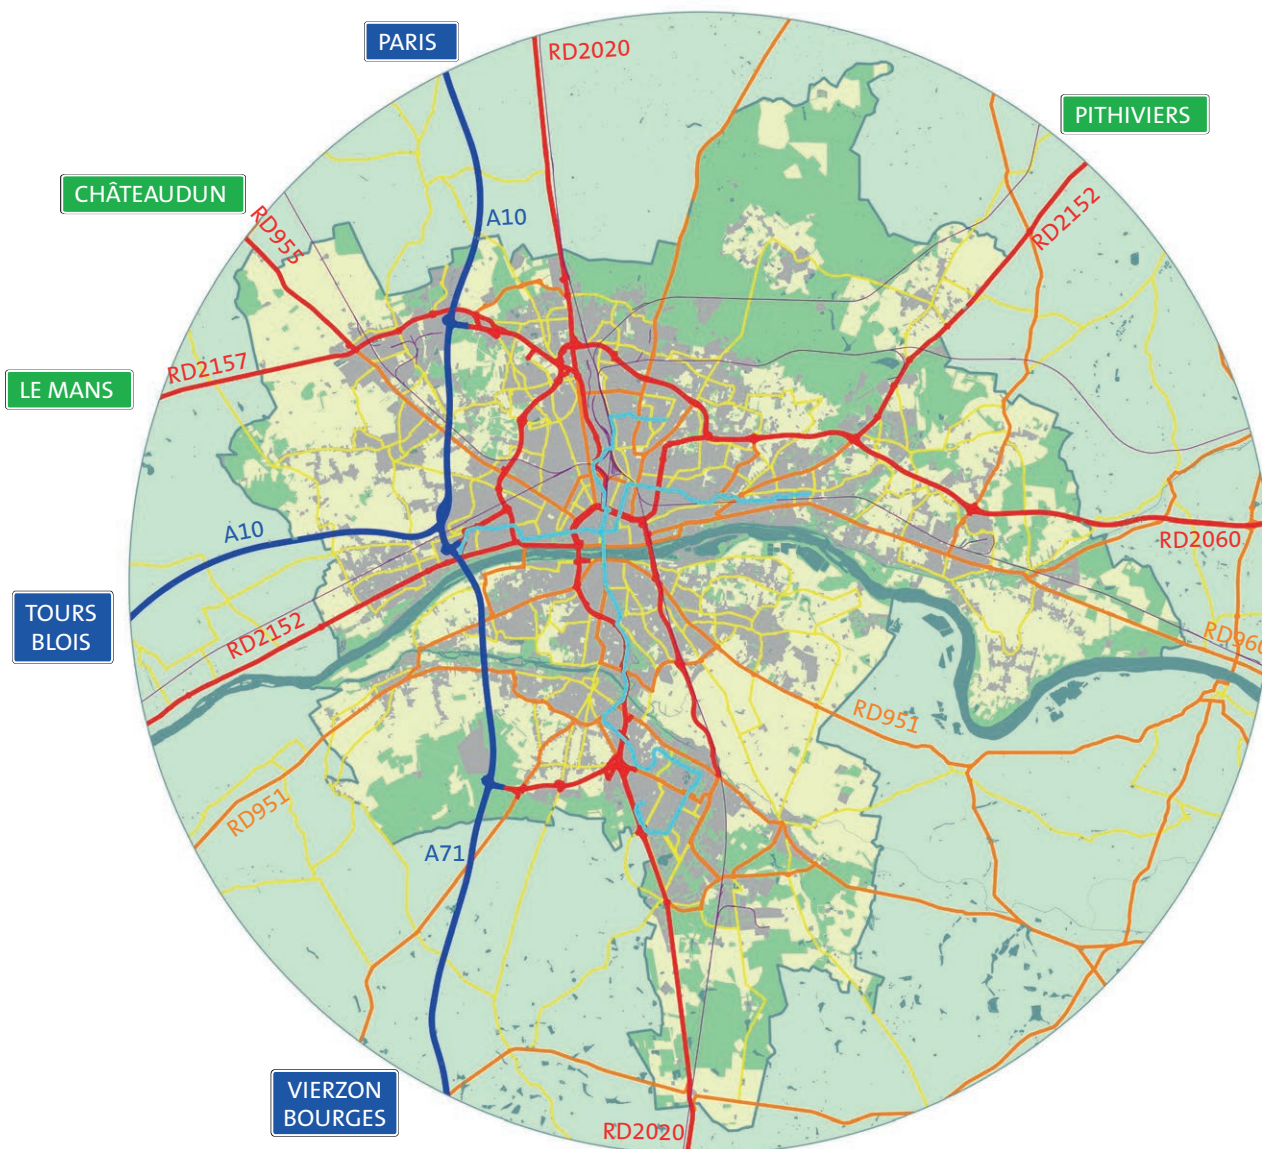 PARIS
RD2020
PITHIVIERS
CHÂTEAUDUN
RD955
A10
RD2152
RD2157
LE MANS
A10
RD2060
TOURS
BLOIS
RD2152
RD960
RD951
RD951
A71
VIERZON
BOURGES
RD2020